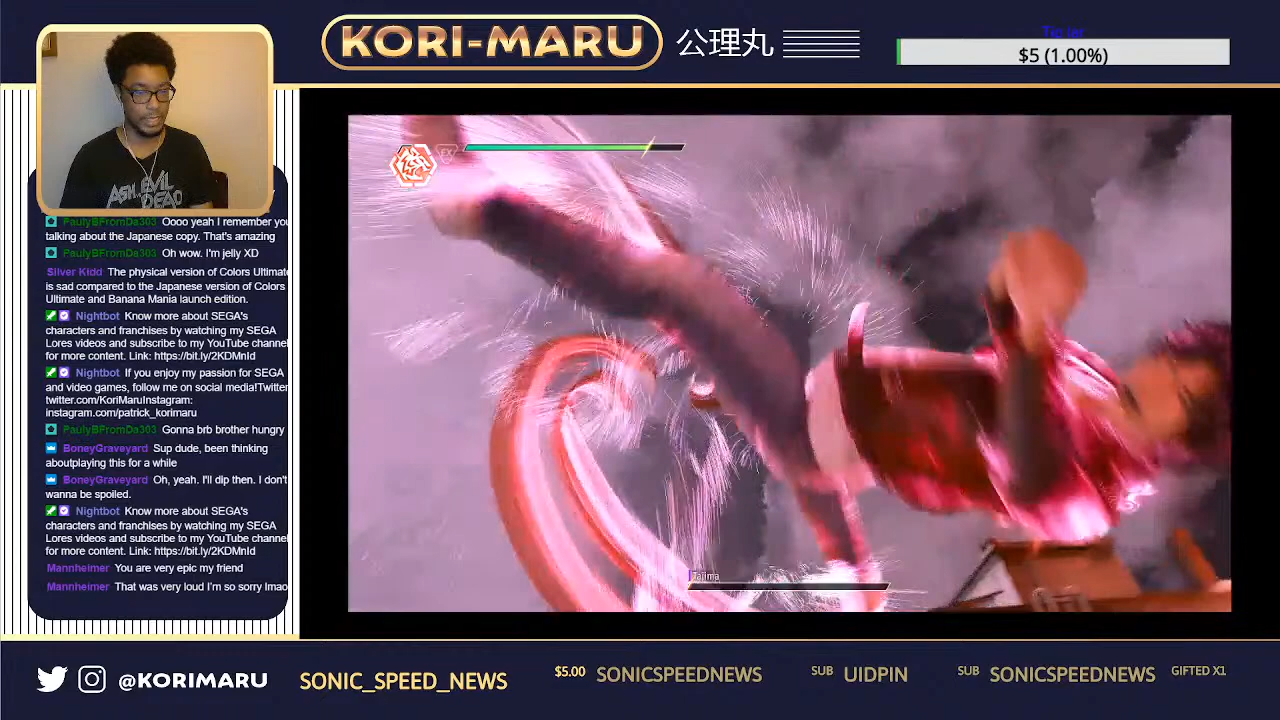 KORI-MARU 公理丸
Tip jar
$5 (1.00%)
ASH. EVIL
DEAD
EX
PaulyBFromDa303 Oooo yeah I remember you
talking about the Japanese copy. That's amazing
PaulyBFromDa303 Oh wow. I'm jelly XD
Silver Kidd The physical version of Colors Ultimate
is sad compared to the Japanese version of Colors
Ultimate and Banana Mania launch edition.
Nightbot Know more about SEGA's
characters and franchises by watching my SEGA
Lores videos and subscribe to my YouTube channel
for more content. Link: https://bit.ly/2KDMnId
Nightbot If you enjoy my passion for SEGA
and video games, follow me on social media!Twitter
twitter.com/KoriMaruInstagram:
instagram.com/patrick_korimaru
PaulyBFromDa303 Gonna brb brother hungry
BoneyGraveyard Sup dude, been thinking
aboutplaying this for a while
BoneyGraveyard Oh, yeah. I'll dip then. I don't
wanna be spoiled.
Nightbot Know more about SEGA's
characters and franchises by watching my SEGA
Lores videos and subscribe to my YouTube channel
for more content. Link: https://bit.ly/2KDMnId
Mannheimer You are very epic my friend
Mannheimer That was very loud I'm so sorry lmao
Tajima
@KORIMARU
SONIC_SPEED_NEWS
$5.00 SONICSPEEDNEWS SUB UIDPIN SUB SONICSPEEDNEWS GIFTED X1